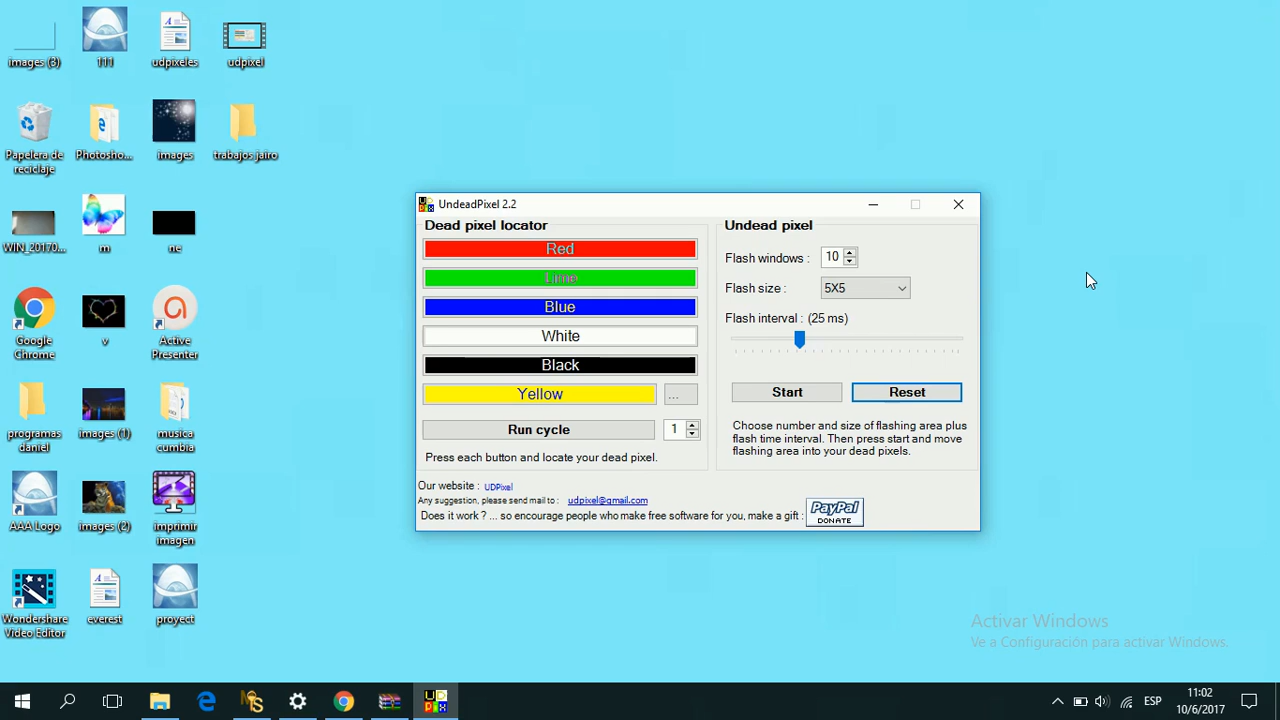 images (3)
111
udpixeles
udpixel
Papelera de
reciclaje
Photosho...
images
trabajos jairo
WIN_20170...
m
ne
Google
Chrome
v
Active
Presenter
programas
daniel
images (1)
musica
cumbia
AAA Logo
images (2)
imprimir
imagen
Wondershare
Video Editor
everest
proyect
UndeadPixel 2.2
Dead pixel locator
Red
Lime
Blue
White
Black
Yellow
...
Run cycle
1
Press each button and locate your dead pixel.
Undead pixel
Flash windows :
10
Flash size :
5X5
Flash interval : (25 ms)
Start
Reset
Choose number and size of flashing area plus
flash time interval. Then press start and move
flashing area into your dead pixels.
Our website : UDPixel
Any suggestion, please send mail to : udpixel@gmail.com
Does it work ? ... so encourage people who make free software for you, make a gift :
PayPal
DONATE
Activar Windows
Ve a Configuración para activar Windows.
ESP
11:02
10/6/2017